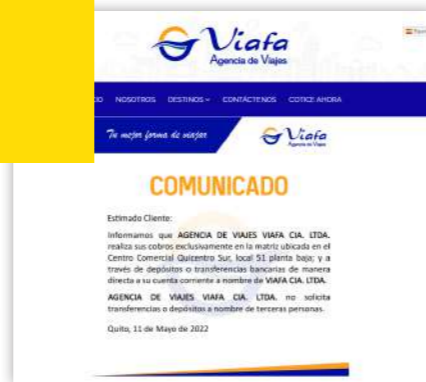 Viafa
Agencia de Viajes
NOSOTROS DESTINOS CONTÁCTENOS COTICE AHORA
Tu mejor forma de viajar
Viafa
Agencia de Viajes
COMUNICADO
Estimado Cliente:
Informamos que AGENCIA DE VIAJES VIAFA CIA. LTDA.
realiza sus cobros exclusivamente en la matriz ubicada en el
Centro Comercial Quicentro Sur, local 51 planta baja; y a
través de depósitos o transferencias bancarias de manera
directa a su cuenta corriente a nombre de VIAFA CIA. LTDA.
AGENCIA DE VIAJES VIAFA CIA. LTDA. no solicita
transferencias o depósitos a nombre de terceras personas.
Quito, 11 de Mayo de 2022